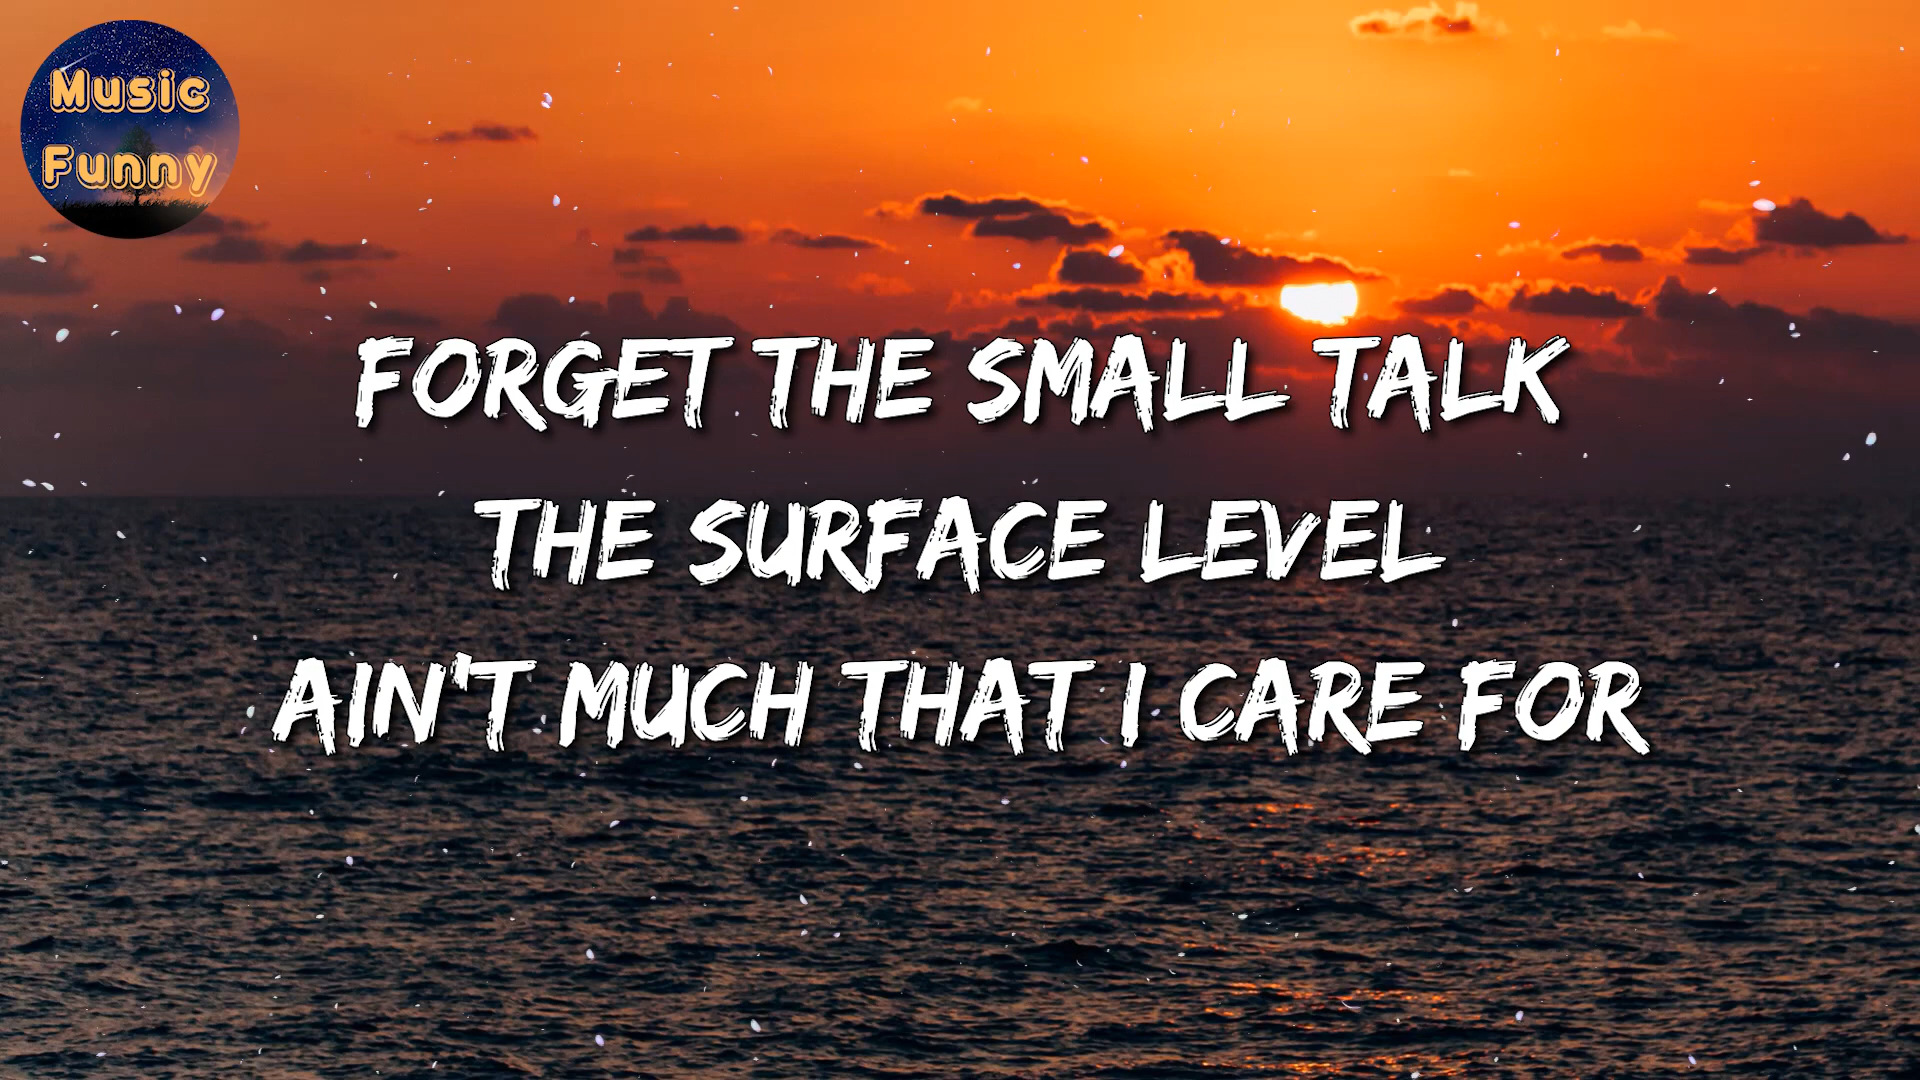 Music
Funny
FORGET THE SMALL TALK
THE SURFACE LEVEL
AIN'T MUCH THAT I CARE FOR